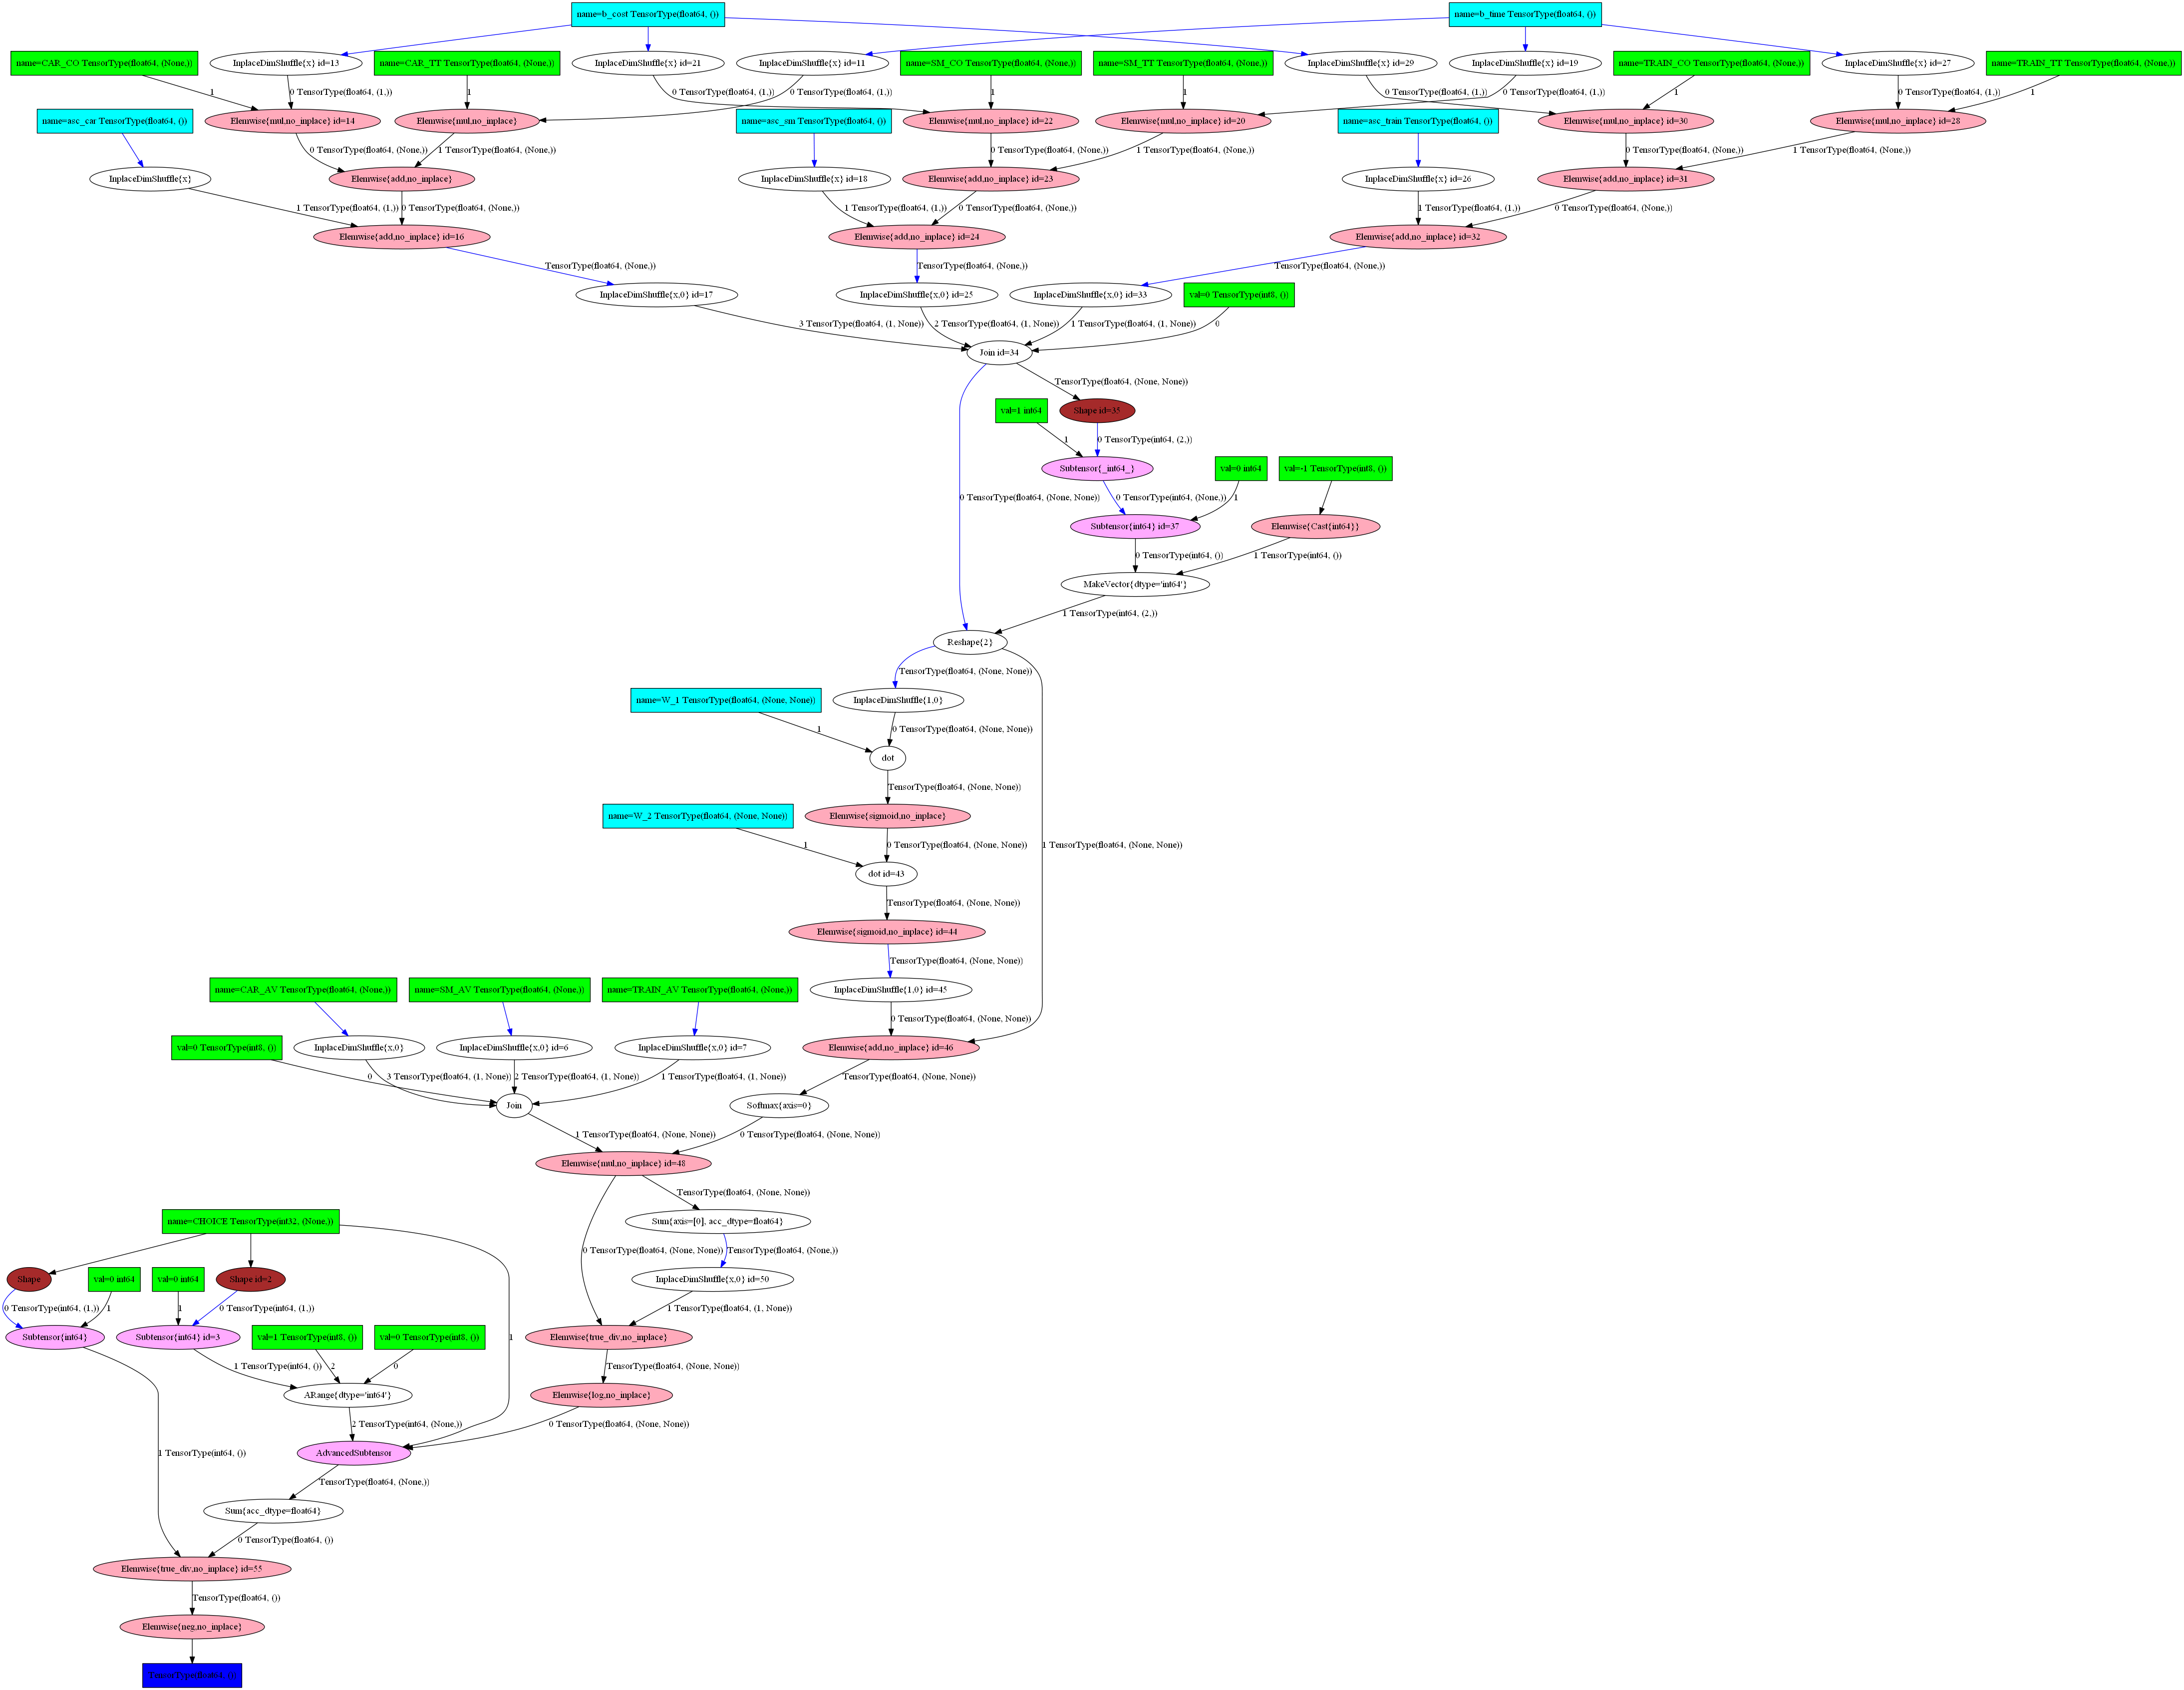 name=b_cost TensorType(float64, ())
name=b_time TensorType(float64, ())
name=CAR_CO TensorType(float64, (None,))
InplaceDimShuffle{x} id=13
name=CAR_TT TensorType(float64, (None,))
InplaceDimShuffle{x} id=21
InplaceDimShuffle{x} id=11
name=SM_CO TensorType(float64, (None,))
name=SM_TT TensorType(float64, (None,))
InplaceDimShuffle{x} id=29
InplaceDimShuffle{x} id=19
name=TRAIN_CO TensorType(float64, (None,))
InplaceDimShuffle{x} id=27
name=TRAIN_TT TensorType(float64, (None,))
1
0 TensorType(float64, (1,))
1
0 TensorType(float64, (1,))
0 TensorType(float64, (1,))
1
1
0 TensorType(float64, (1,))
0 TensorType(float64, (1,))
1
0 TensorType(float64, (1,))
1
name=asc_car TensorType(float64, ())
Elemwise{mul,no_inplace} id=14
Elemwise{mul,no_inplace}
name=asc_sm TensorType(float64, ())
Elemwise{mul,no_inplace} id=22
Elemwise{mul,no_inplace} id=20
name=asc_train TensorType(float64, ())
Elemwise{mul,no_inplace} id=30
Elemwise{mul,no_inplace} id=28
0 TensorType(float64, (None,))
1 TensorType(float64, (None,))
0 TensorType(float64, (None,))
1 TensorType(float64, (None,))
0 TensorType(float64, (None,))
1 TensorType(float64, (None,))
InplaceDimShuffle{x}
Elemwise{add,no_inplace}
InplaceDimShuffle{x} id=18
Elemwise{add,no_inplace} id=23
InplaceDimShuffle{x} id=26
Elemwise{add,no_inplace} id=31
1 TensorType(float64, (1,))
0 TensorType(float64, (None,))
1 TensorType(float64, (1,))
0 TensorType(float64, (None,))
1 TensorType(float64, (1,))
0 TensorType(float64, (None,))
Elemwise{add,no_inplace} id=16
Elemwise{add,no_inplace} id=24
Elemwise{add,no_inplace} id=32
TensorType(float64, (None,))
TensorType(float64, (None,))
TensorType(float64, (None,))
InplaceDimShuffle{x,0} id=17
InplaceDimShuffle{x,0} id=25
InplaceDimShuffle{x,0} id=33
val=0 TensorType(int8, ())
3 TensorType(float64, (1, None))
2 TensorType(float64, (1, None))
1 TensorType(float64, (1, None))
0
Join id=34
TensorType(float64, (None, None))
val=1 int64
Shape id=35
1
0 TensorType(int64, (2,))
Subtensor{_int64_}
val=0 int64
val=-1 TensorType(int8, ())
0 TensorType(float64, (None, None))
0 TensorType(int64, (None,))
1
Subtensor{int64} id=37
Elemwise{Cast{int64}}
0 TensorType(int64, ())
1 TensorType(int64, ())
MakeVector{dtype='int64'}
1 TensorType(int64, (2,))
Reshape{2}
TensorType(float64, (None, None))
name=W_1 TensorType(float64, (None, None))
InplaceDimShuffle{1,0}
1
0 TensorType(float64, (None, None))
dot
TensorType(float64, (None, None))
name=W_2 TensorType(float64, (None, None))
Elemwise{sigmoid,no_inplace}
1
0 TensorType(float64, (None, None))
1 TensorType(float64, (None, None))
dot id=43
TensorType(float64, (None, None))
Elemwise{sigmoid,no_inplace} id=44
TensorType(float64, (None, None))
name=CAR_AV TensorType(float64, (None,))
name=SM_AV TensorType(float64, (None,))
name=TRAIN_AV TensorType(float64, (None,))
InplaceDimShuffle{1,0} id=45
0 TensorType(float64, (None, None))
val=0 TensorType(int8, ())
InplaceDimShuffle{x,0}
InplaceDimShuffle{x,0} id=6
InplaceDimShuffle{x,0} id=7
Elemwise{add,no_inplace} id=46
0
3 TensorType(float64, (1, None))
2 TensorType(float64, (1, None))
1 TensorType(float64, (1, None))
TensorType(float64, (None, None))
Join
Softmax{axis=0}
1 TensorType(float64, (None, None))
0 TensorType(float64, (None, None))
Elemwise{mul,no_inplace} id=48
TensorType(float64, (None, None))
name=CHOICE TensorType(int32, (None,))
Sum{axis=[0], acc_dtype=float64}
0 TensorType(float64, (None, None))
TensorType(float64, (None,))
Shape
val=0 int64
val=0 int64
Shape id=2
InplaceDimShuffle{x,0} id=50
0 TensorType(int64, (1,))
1
1
0 TensorType(int64, (1,))
1 TensorType(float64, (1, None))
Subtensor{int64}
Subtensor{int64} id=3
val=1 TensorType(int8, ())
val=0 TensorType(int8, ())
1
Elemwise{true_div,no_inplace}
1 TensorType(int64, ())
2
0
TensorType(float64, (None, None))
ARange{dtype='int64'}
Elemwise{log,no_inplace}
2 TensorType(int64, (None,))
0 TensorType(float64, (None, None))
1 TensorType(int64, ())
AdvancedSubtensor
TensorType(float64, (None,))
Sum{acc_dtype=float64}
0 TensorType(float64, ())
Elemwise{true_div,no_inplace} id=55
TensorType(float64, ())
Elemwise{neg,no_inplace}
TensorType(float64, ())